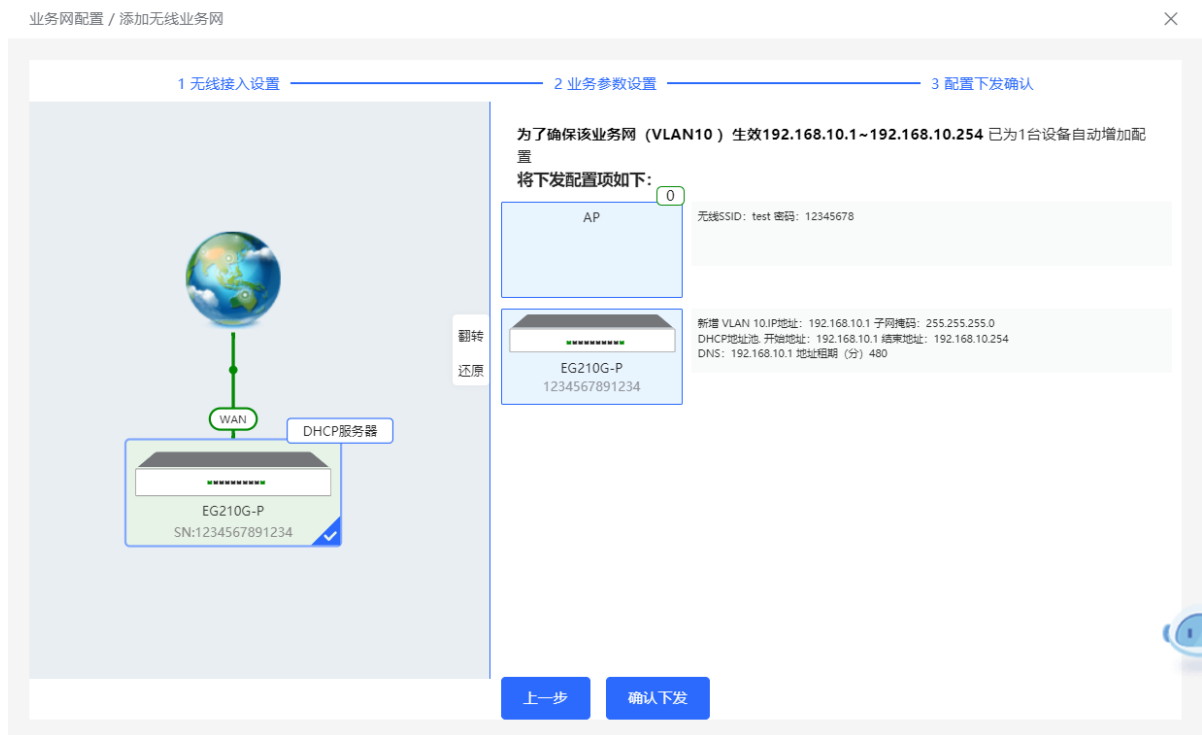 业务网配置 / 添加无线业务网
1 无线接入设置
2 业务参数设置
3 配置下发确认
WAN
DHCP服务器
EG210G-P
SN:1234567891234
翻转
还原
为了确保该业务网（VLAN10 ）生效192.168.10.1~192.168.10.254 已为1台设备自动增加配
置
将下发配置项如下：
0
AP
无线SSID：test 密码：12345678
EG210G-P
1234567891234
新增 VLAN 10.IP地址：192.168.10.1 子网掩码：255.255.255.0
DHCP地址池. 开始地址：192.168.10.1 结束地址：192.168.10.254
DNS：192.168.10.1 地址租期（分）480
上一步
确认下发